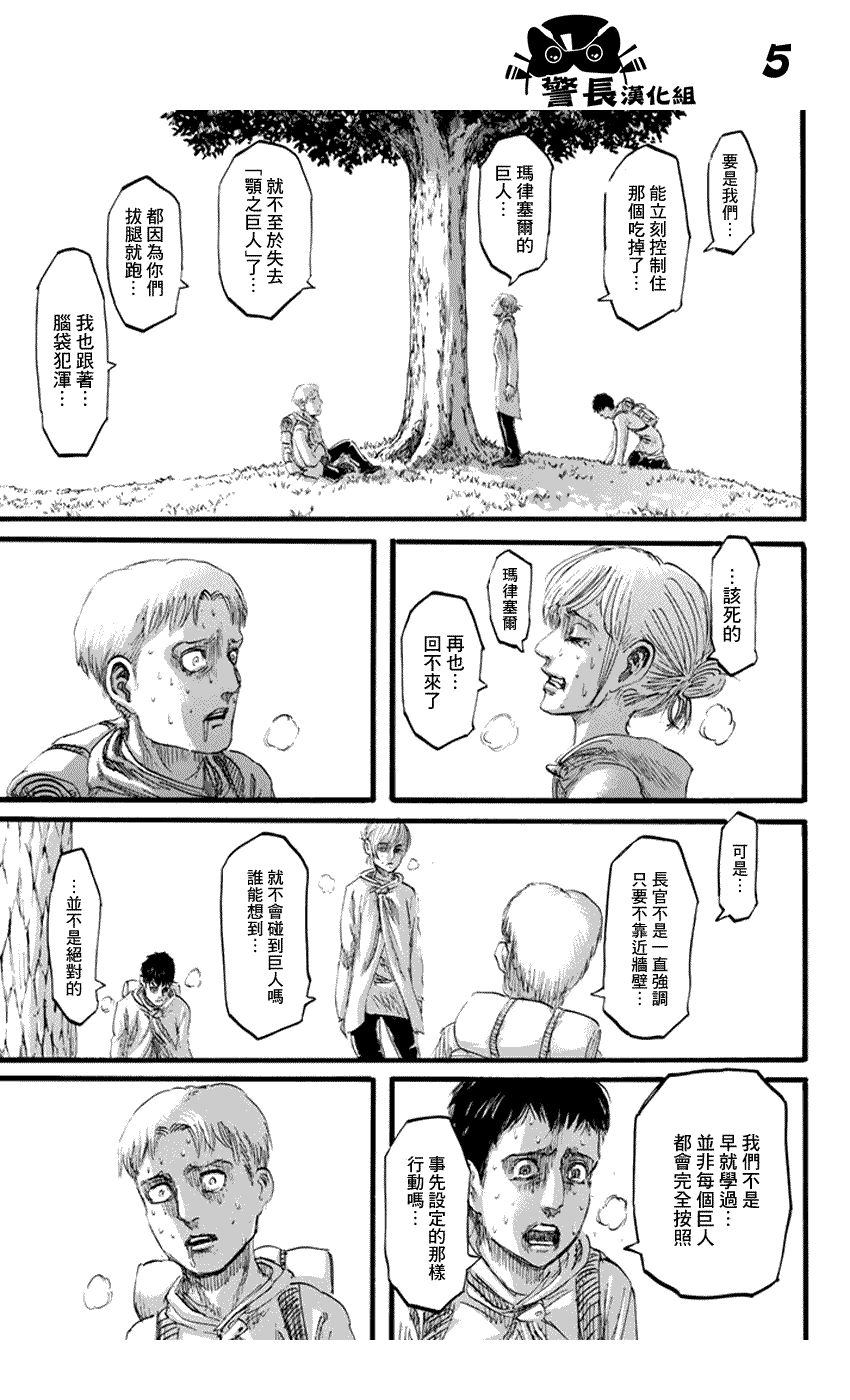 警長漢化組
5
要是我們…
能立刻控制住
那個吃掉了…
瑪律塞爾的
巨人…
就不至於失去
「顎之巨人」了…
都因為你們
拔腿就跑…
我也跟著…
腦袋犯渾…
…該死的
瑪律塞爾
再也…
回不來了
可是…
長官不是一直強調
只要不靠近牆壁…
就不會碰到巨人嗎
誰能想到…
…並不是絕對的
我們不是
早就學過…
並非每個巨人
都會完全按照
事先設定的那樣
行動嗎…